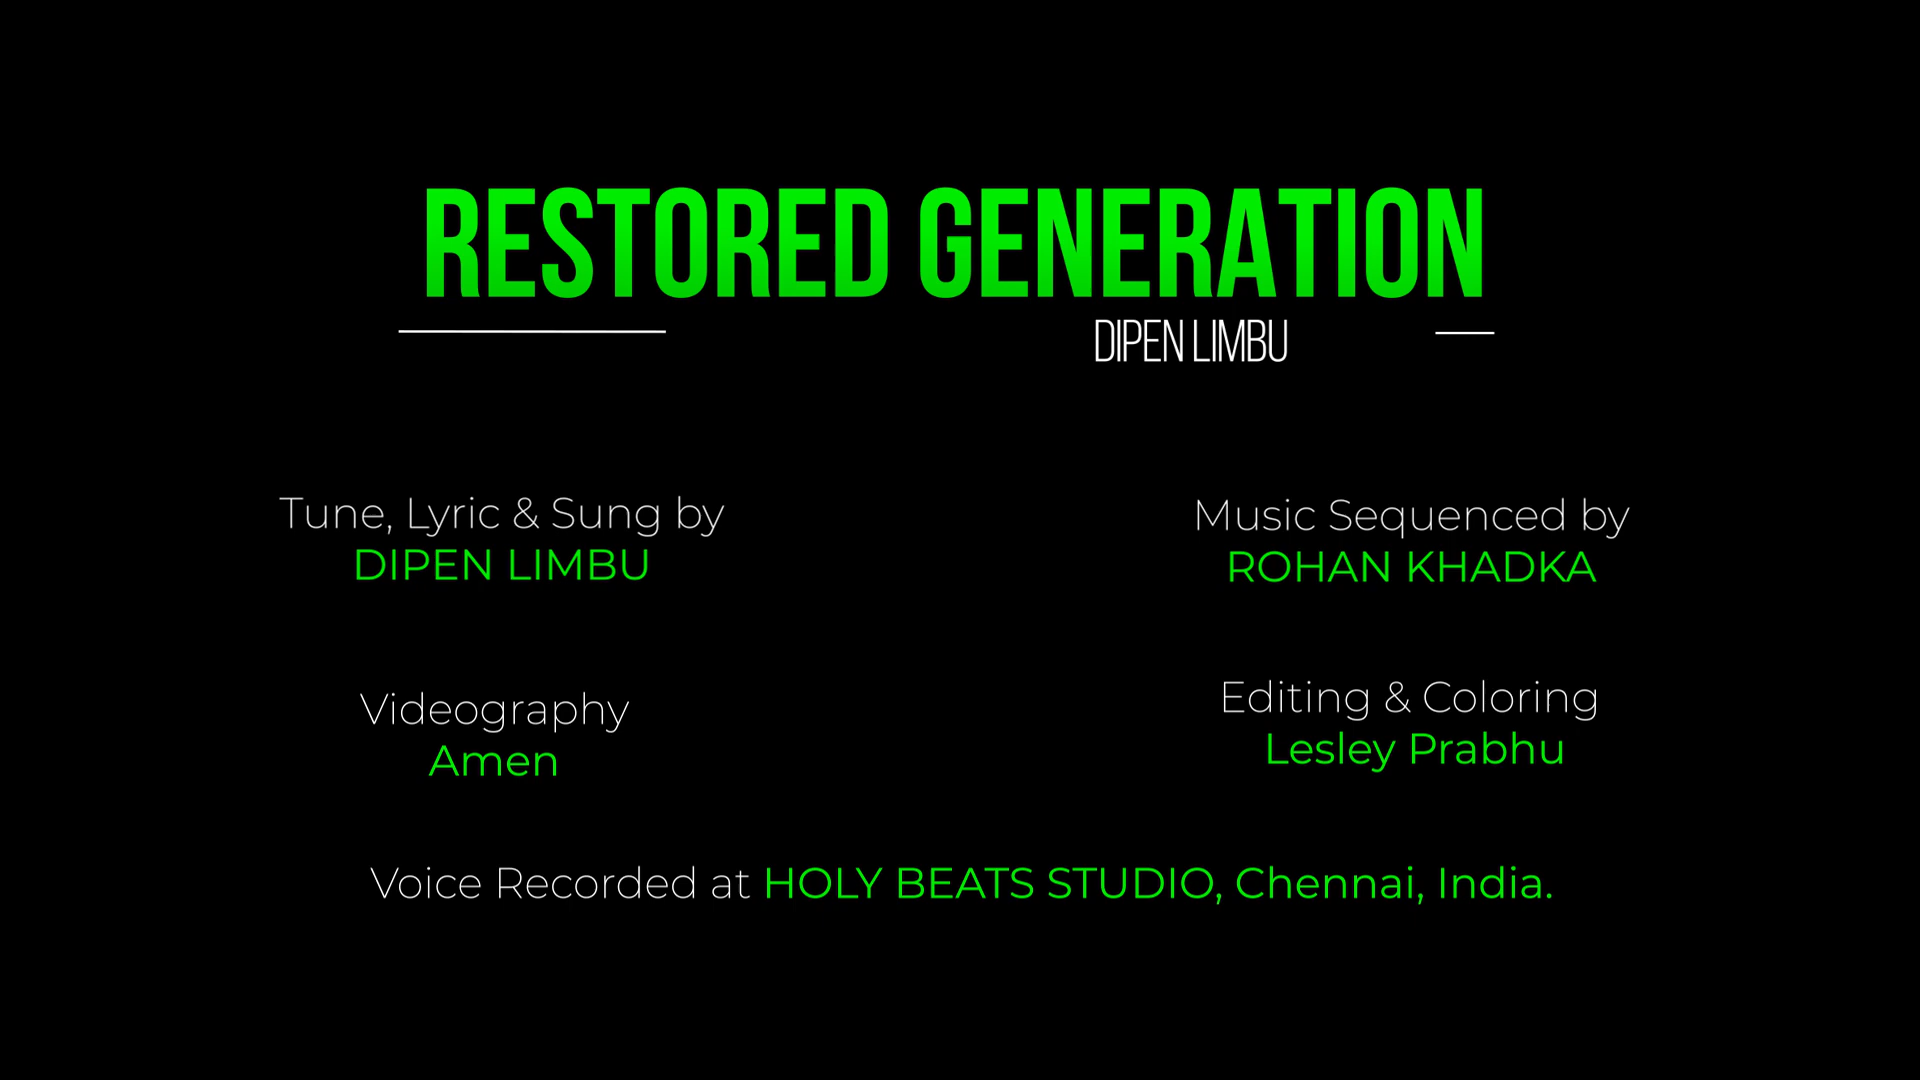 RESTORED GENERATION
DIPEN LIMBU
Tune, Lyric & Sung by
DIPEN LIMBU
Music Sequenced by
ROHAN KHADKA
Videography
Amen
Editing & Coloring
Lesley Prabhu
Voice Recorded at HOLY BEATS STUDIO, Chennai, India.